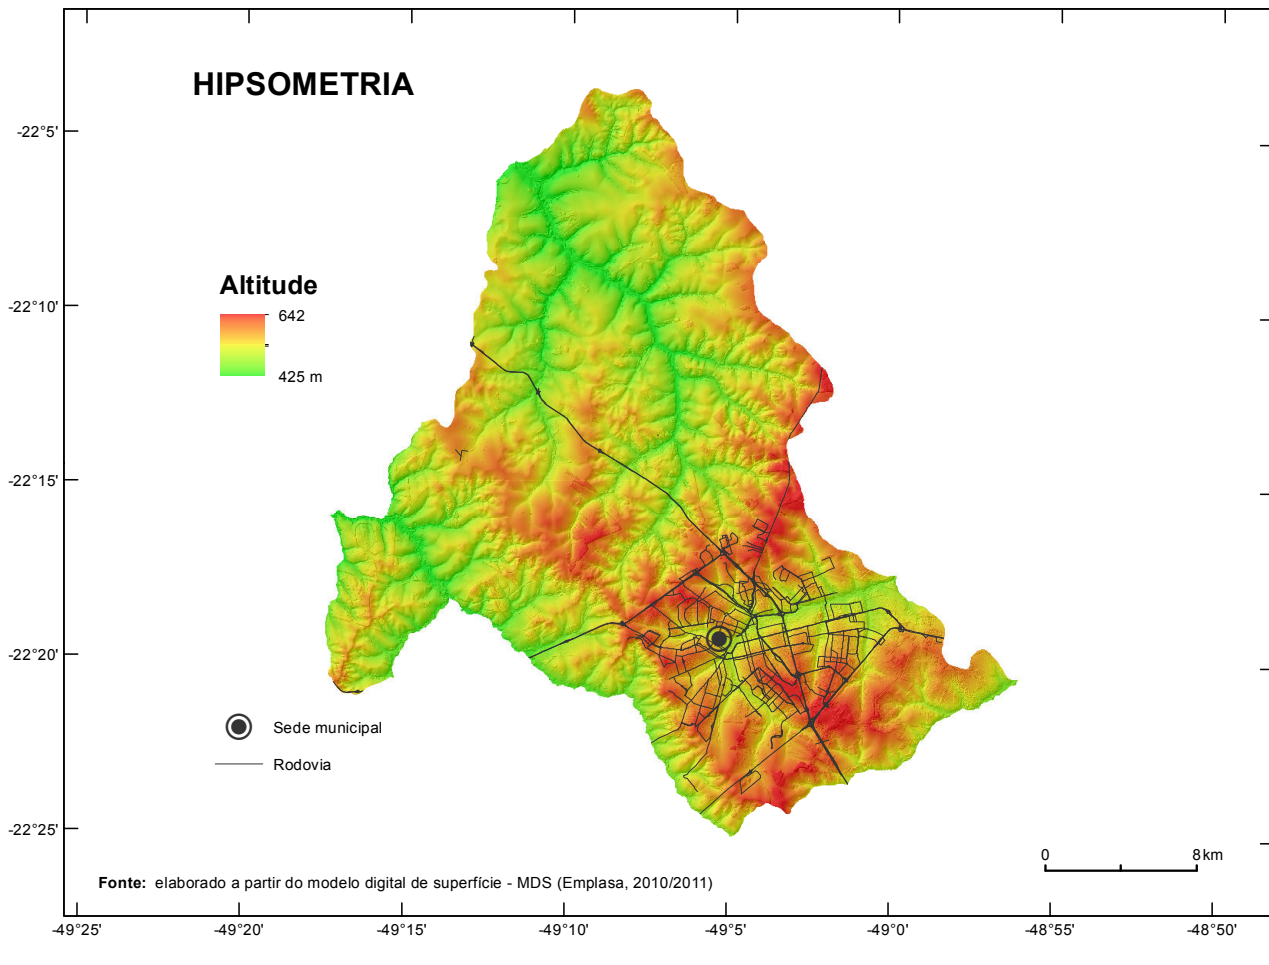 HIPSOMETRIA
-22°5'
-22°10'
-22°15'
-22°20'
-22°25'
Altitude
642
425 m
Sede municipal
Rodovia
0 8 km
Fonte: elaborado a partir do modelo digital de superfície - MDS (Emplasa, 2010/2011)
-49°25' -49°20' -49°15' -49°10' -49°5' -49°0' -48°55' -48°50'